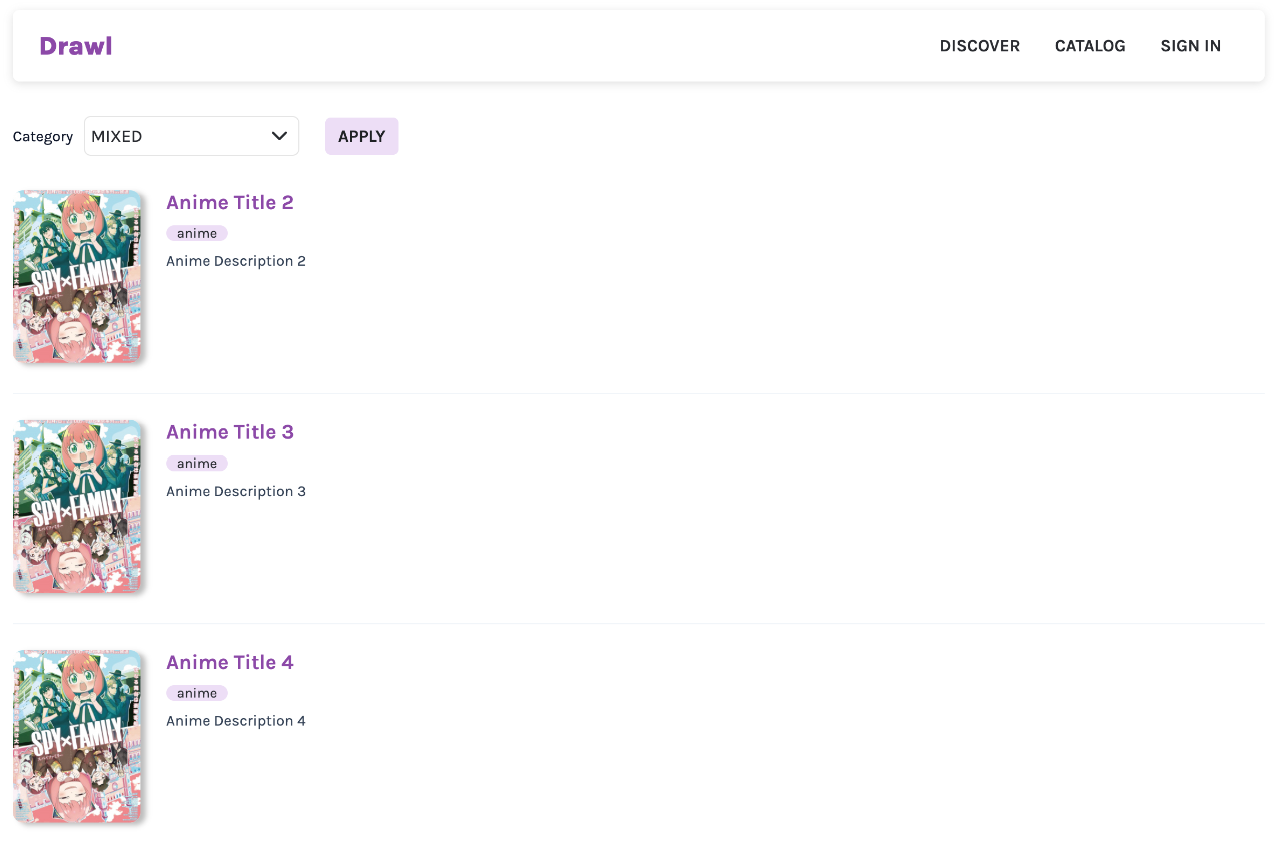 Drawl
DISCOVER CATALOG SIGN IN
Category MIXED APPLY
Anime Title 2
anime
Anime Description 2
SPY×FAMILY
Anime Title 3
anime
Anime Description 3
SPY×FAMILY
Anime Title 4
anime
Anime Description 4
SPY×FAMILY